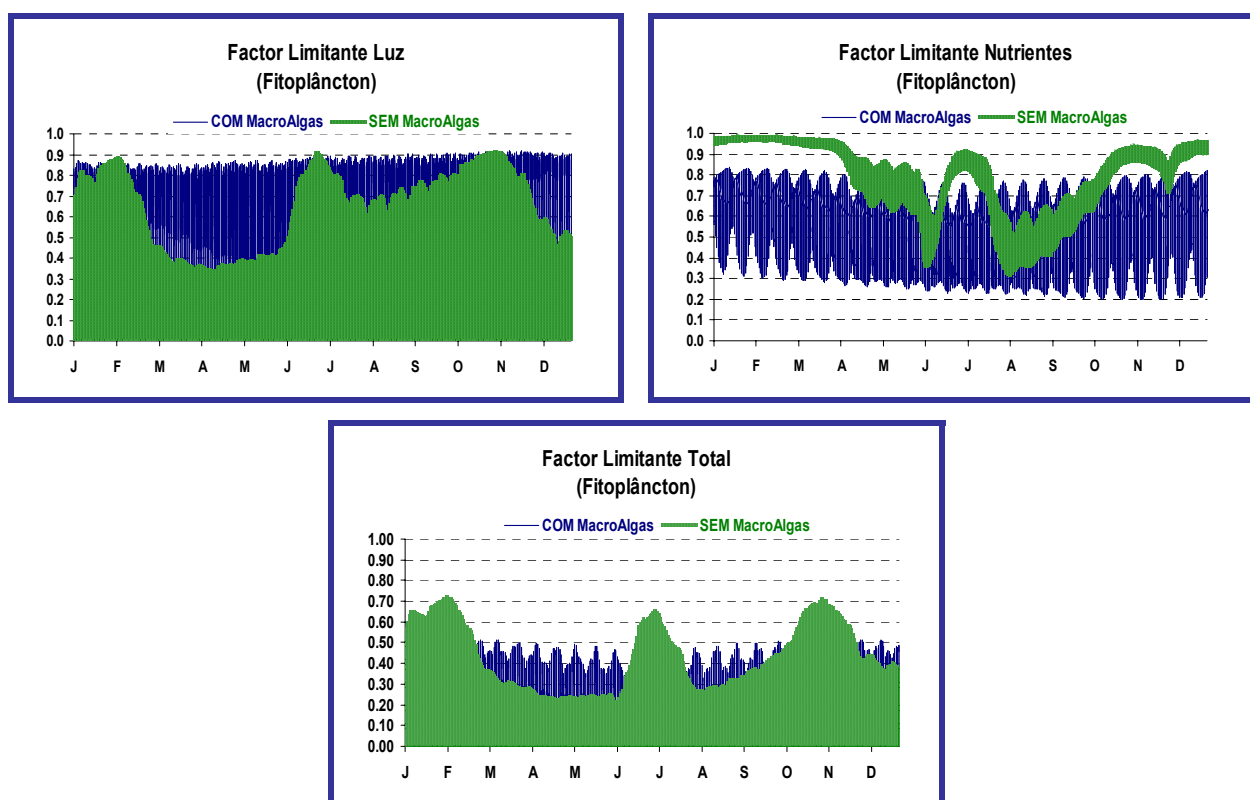 Factor Limitante Luz
(Fitoplâncton)
COM MacroAlgas SEM MacroAlgas
1.0
0.9
0.8
0.7
0.6
0.5
0.4
0.3
0.2
0.1
0.0
J F M A M J J A S O N D
Factor Limitante Nutrientes
(Fitoplâncton)
COM MacroAlgas SEM MacroAlgas
1.0
0.9
0.8
0.7
0.6
0.5
0.4
0.3
0.2
0.1
0.0
J F M A M J J A S O N D
Factor Limitante Total
(Fitoplâncton)
COM MacroAlgas SEM MacroAlgas
1.00
0.90
0.80
0.70
0.60
0.50
0.40
0.30
0.20
0.10
0.00
J F M A M J J A S O N D